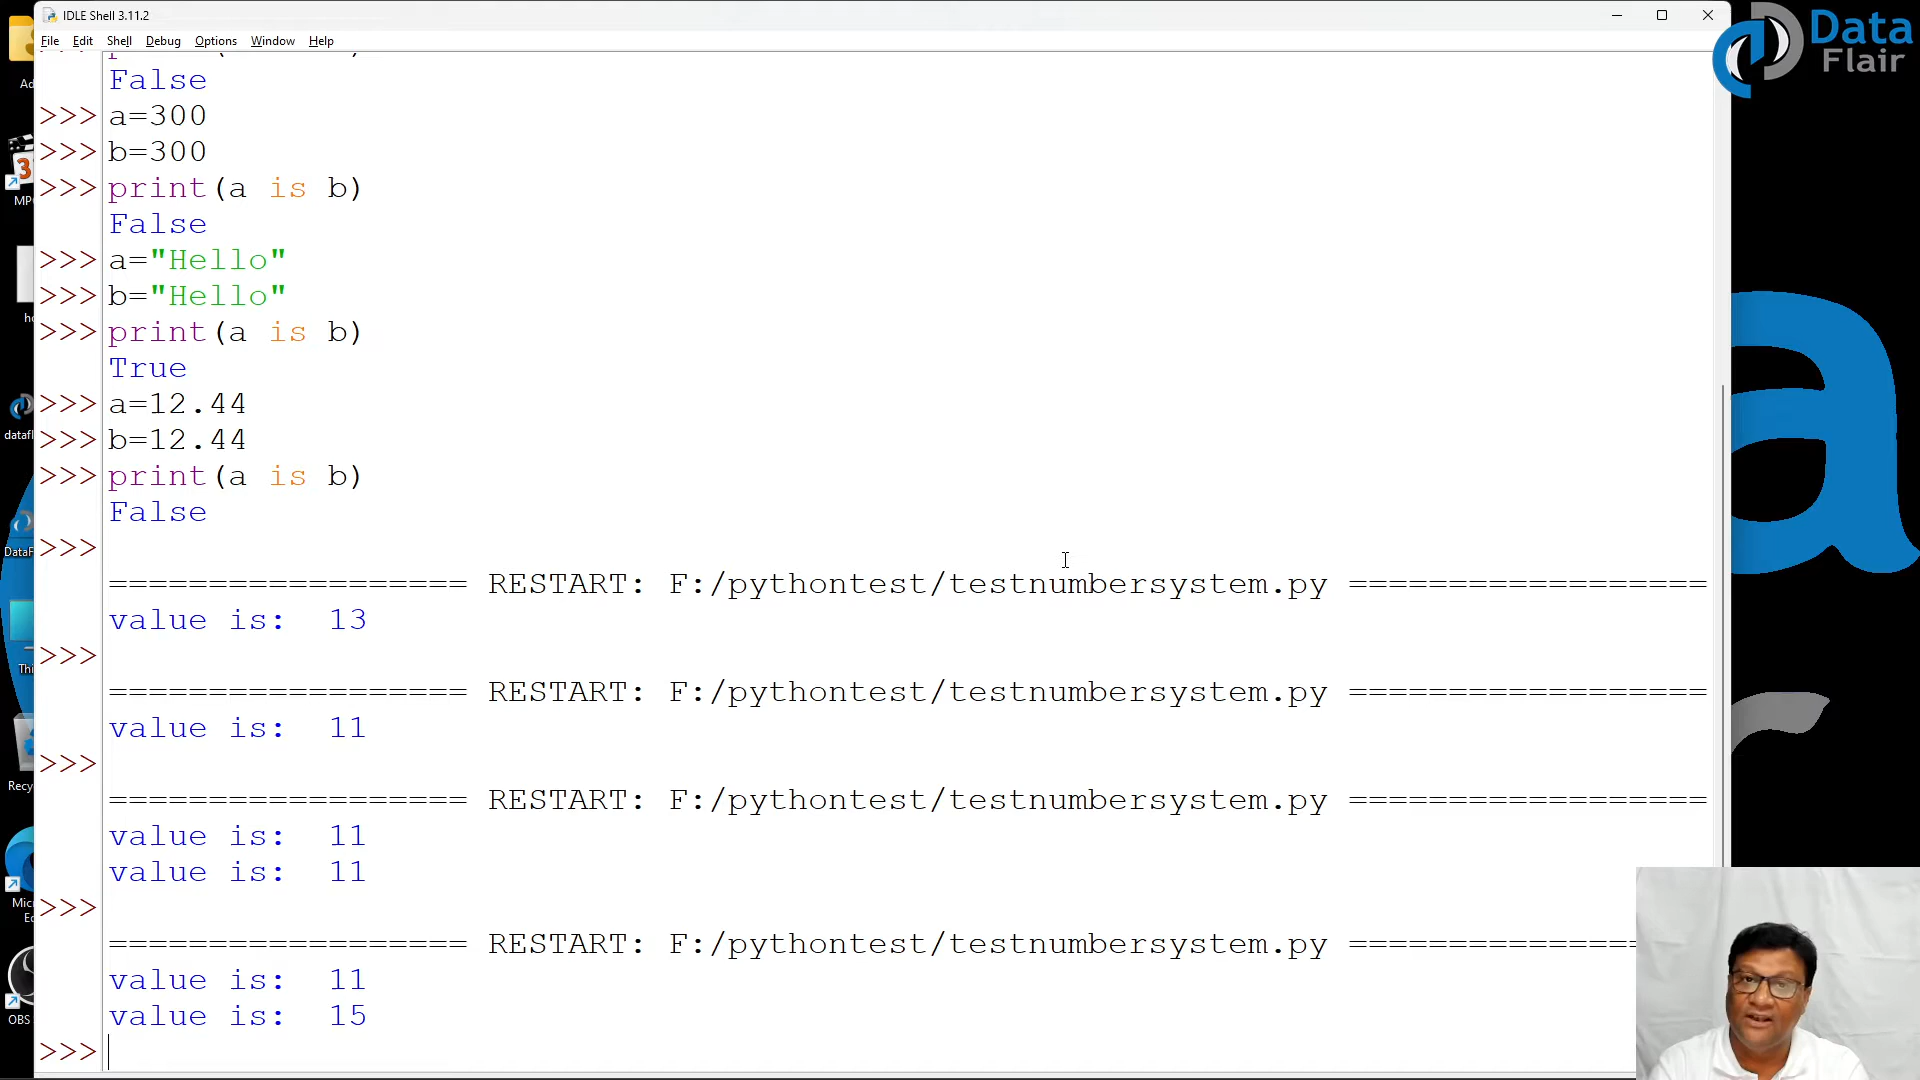 IDLE Shell 3.11.2
File Edit Shell Debug Options Window Help
False
>>> a=300
>>> b=300
>>> print(a is b)
False
>>> a="Hello"
>>> b="Hello"
>>> print(a is b)
True
>>> a=12.44
>>> b=12.44
>>> print(a is b)
False
>>>
================== RESTART: F:/pythontest/testnumbersystem.py ==================
value is:  13
>>>
================== RESTART: F:/pythontest/testnumbersystem.py ==================
value is:  11
>>>
================== RESTART: F:/pythontest/testnumbersystem.py ==================
value is:  11
value is:  11
>>>
================== RESTART: F:/pythontest/testnumbersystem.py ===============
value is:  11
value is:  15
>>>
Data
Flair